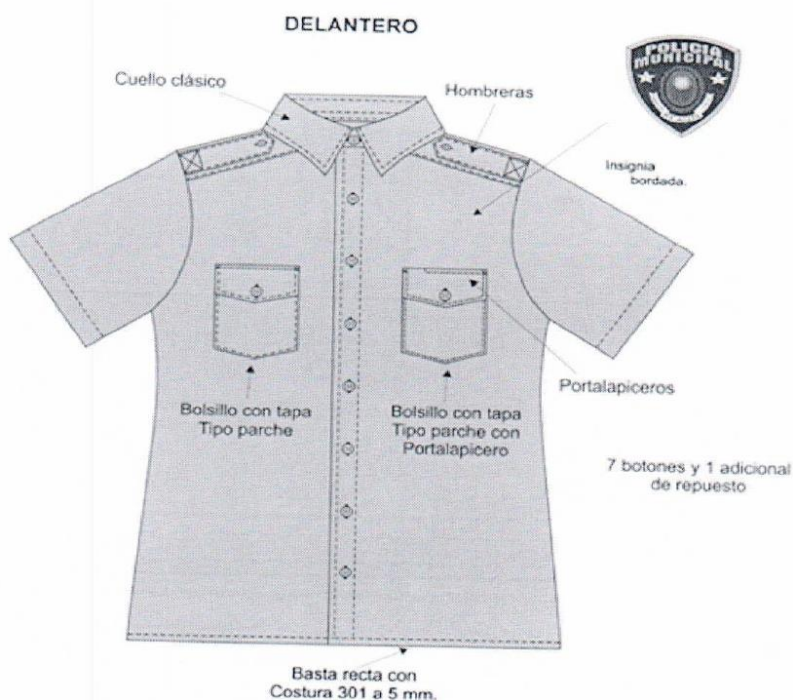 DELANTERO
POLICIA
MUNICIPAL
Cuello clásico
Hombreras
Insignia
bordada.
Portalapiceros
Bolsillo con tapa
Tipo parche
Bolsillo con tapa
Tipo parche con
Portalapicero
7 botones y 1 adicional
de repuesto
Basta recta con
Costura 301 a 5 mm.